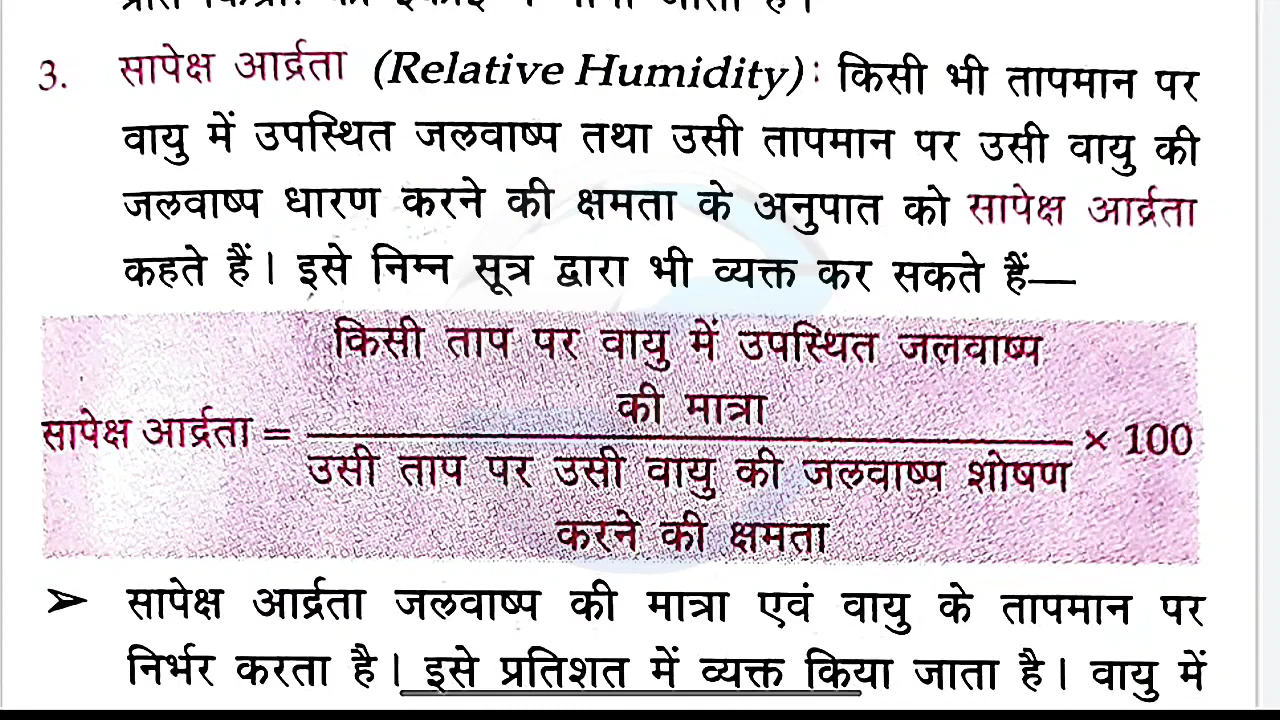 3. सापेक्ष आर्द्रता (Relative Humidity): किसी भी तापमान पर
वायु में उपस्थित जलवाष्प तथा उसी तापमान पर उसी वायु की
जलवाष्प धारण करने की क्षमता के अनुपात को सापेक्ष आर्द्रता
कहते हैं। इसे निम्न सूत्र द्वारा भी व्यक्त कर सकते हैं—
किसी ताप पर वायु में उपस्थित जलवाष्प
की मात्रा
सापेक्ष आर्द्रता = × 100
उसी ताप पर उसी वायु की जलवाष्प शोषण
करने की क्षमता
➢ सापेक्ष आर्द्रता जलवाष्प की मात्रा एवं वायु के तापमान पर
निर्भर करता है। इसे प्रतिशत में व्यक्त किया जाता है। वायु में